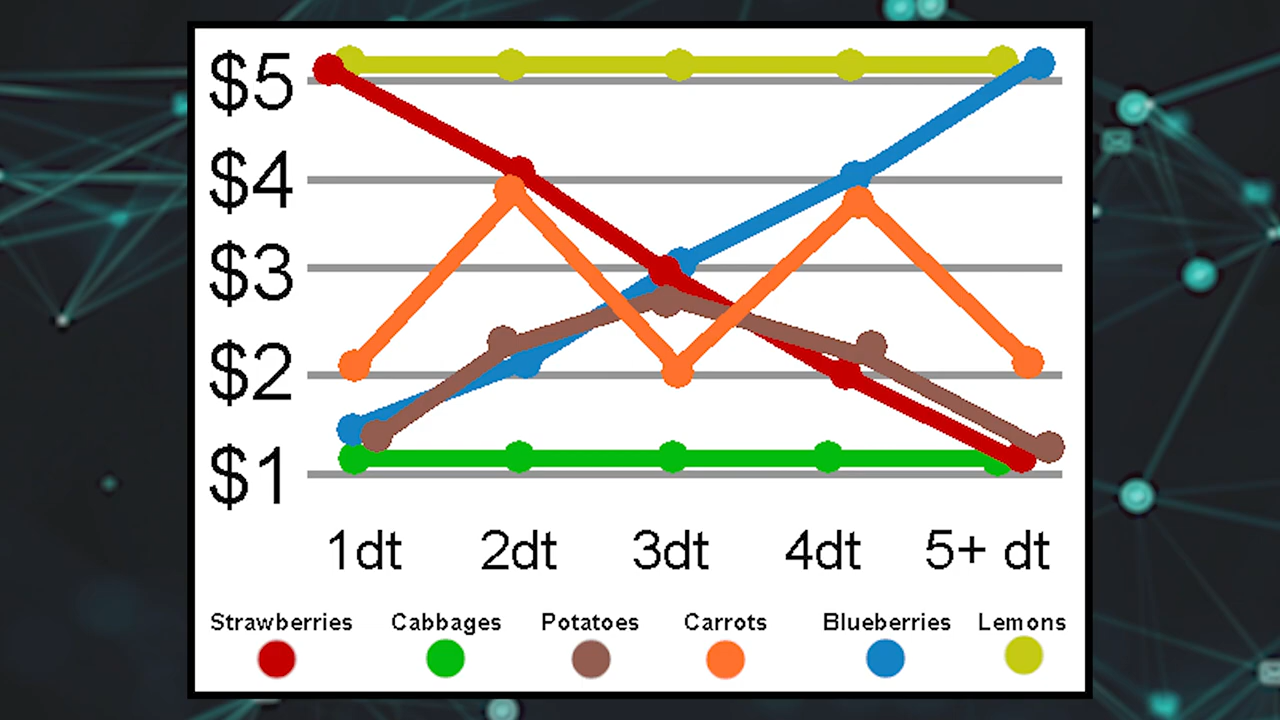 $5
$4
$3
$2
$1
1dt 2dt 3dt 4dt 5+ dt
Strawberries Cabbages Potatoes Carrots Blueberries Lemons